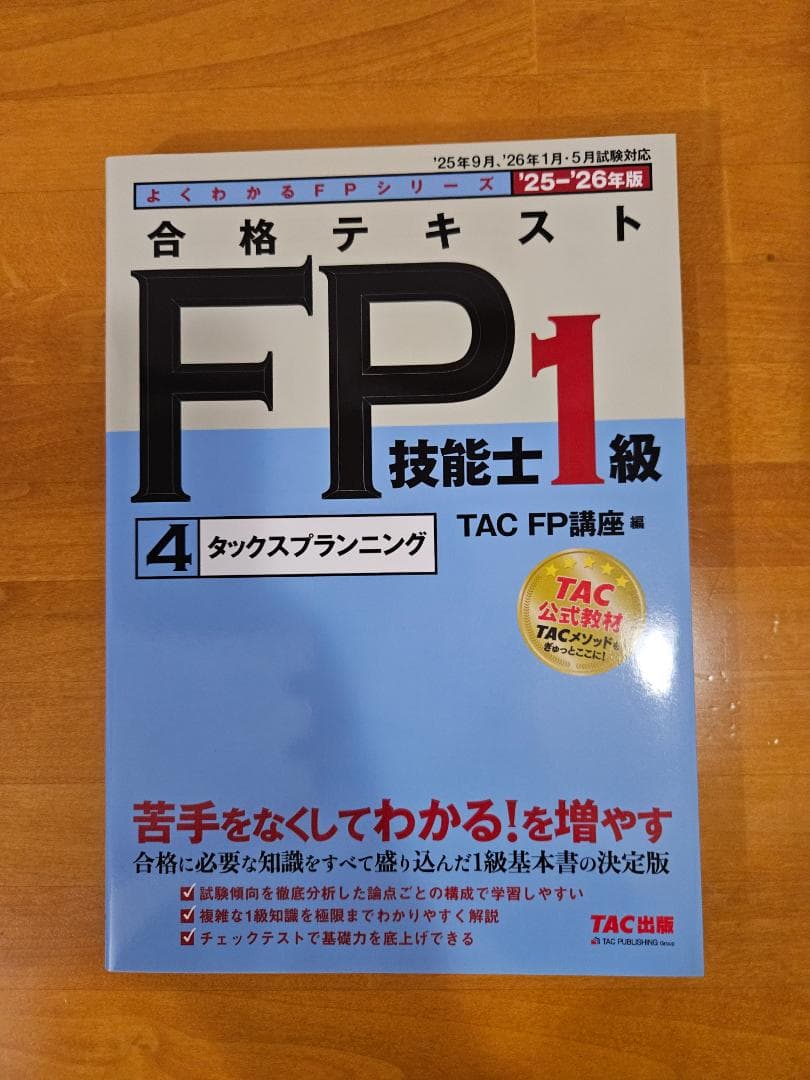 '25年9月、'26年1月・5月試験対応
よくわかるFPシリーズ '25–'26年版
合格テキスト
FP技能士1級
4 タックスプランニング
TAC FP講座 編
TAC
公式教材
TACメソッドを
ぎゅっとここに!
苦手をなくしてわかる!を増やす
合格に必要な知識をすべて盛り込んだ1級基本書の決定版
試験傾向を徹底分析した論点ごとの構成で学習しやすい
複雑な1級知識を極限までわかりやすく解説
チェックテストで基礎力を底上げできる
TAC出版
TAC PUBLISHING Group